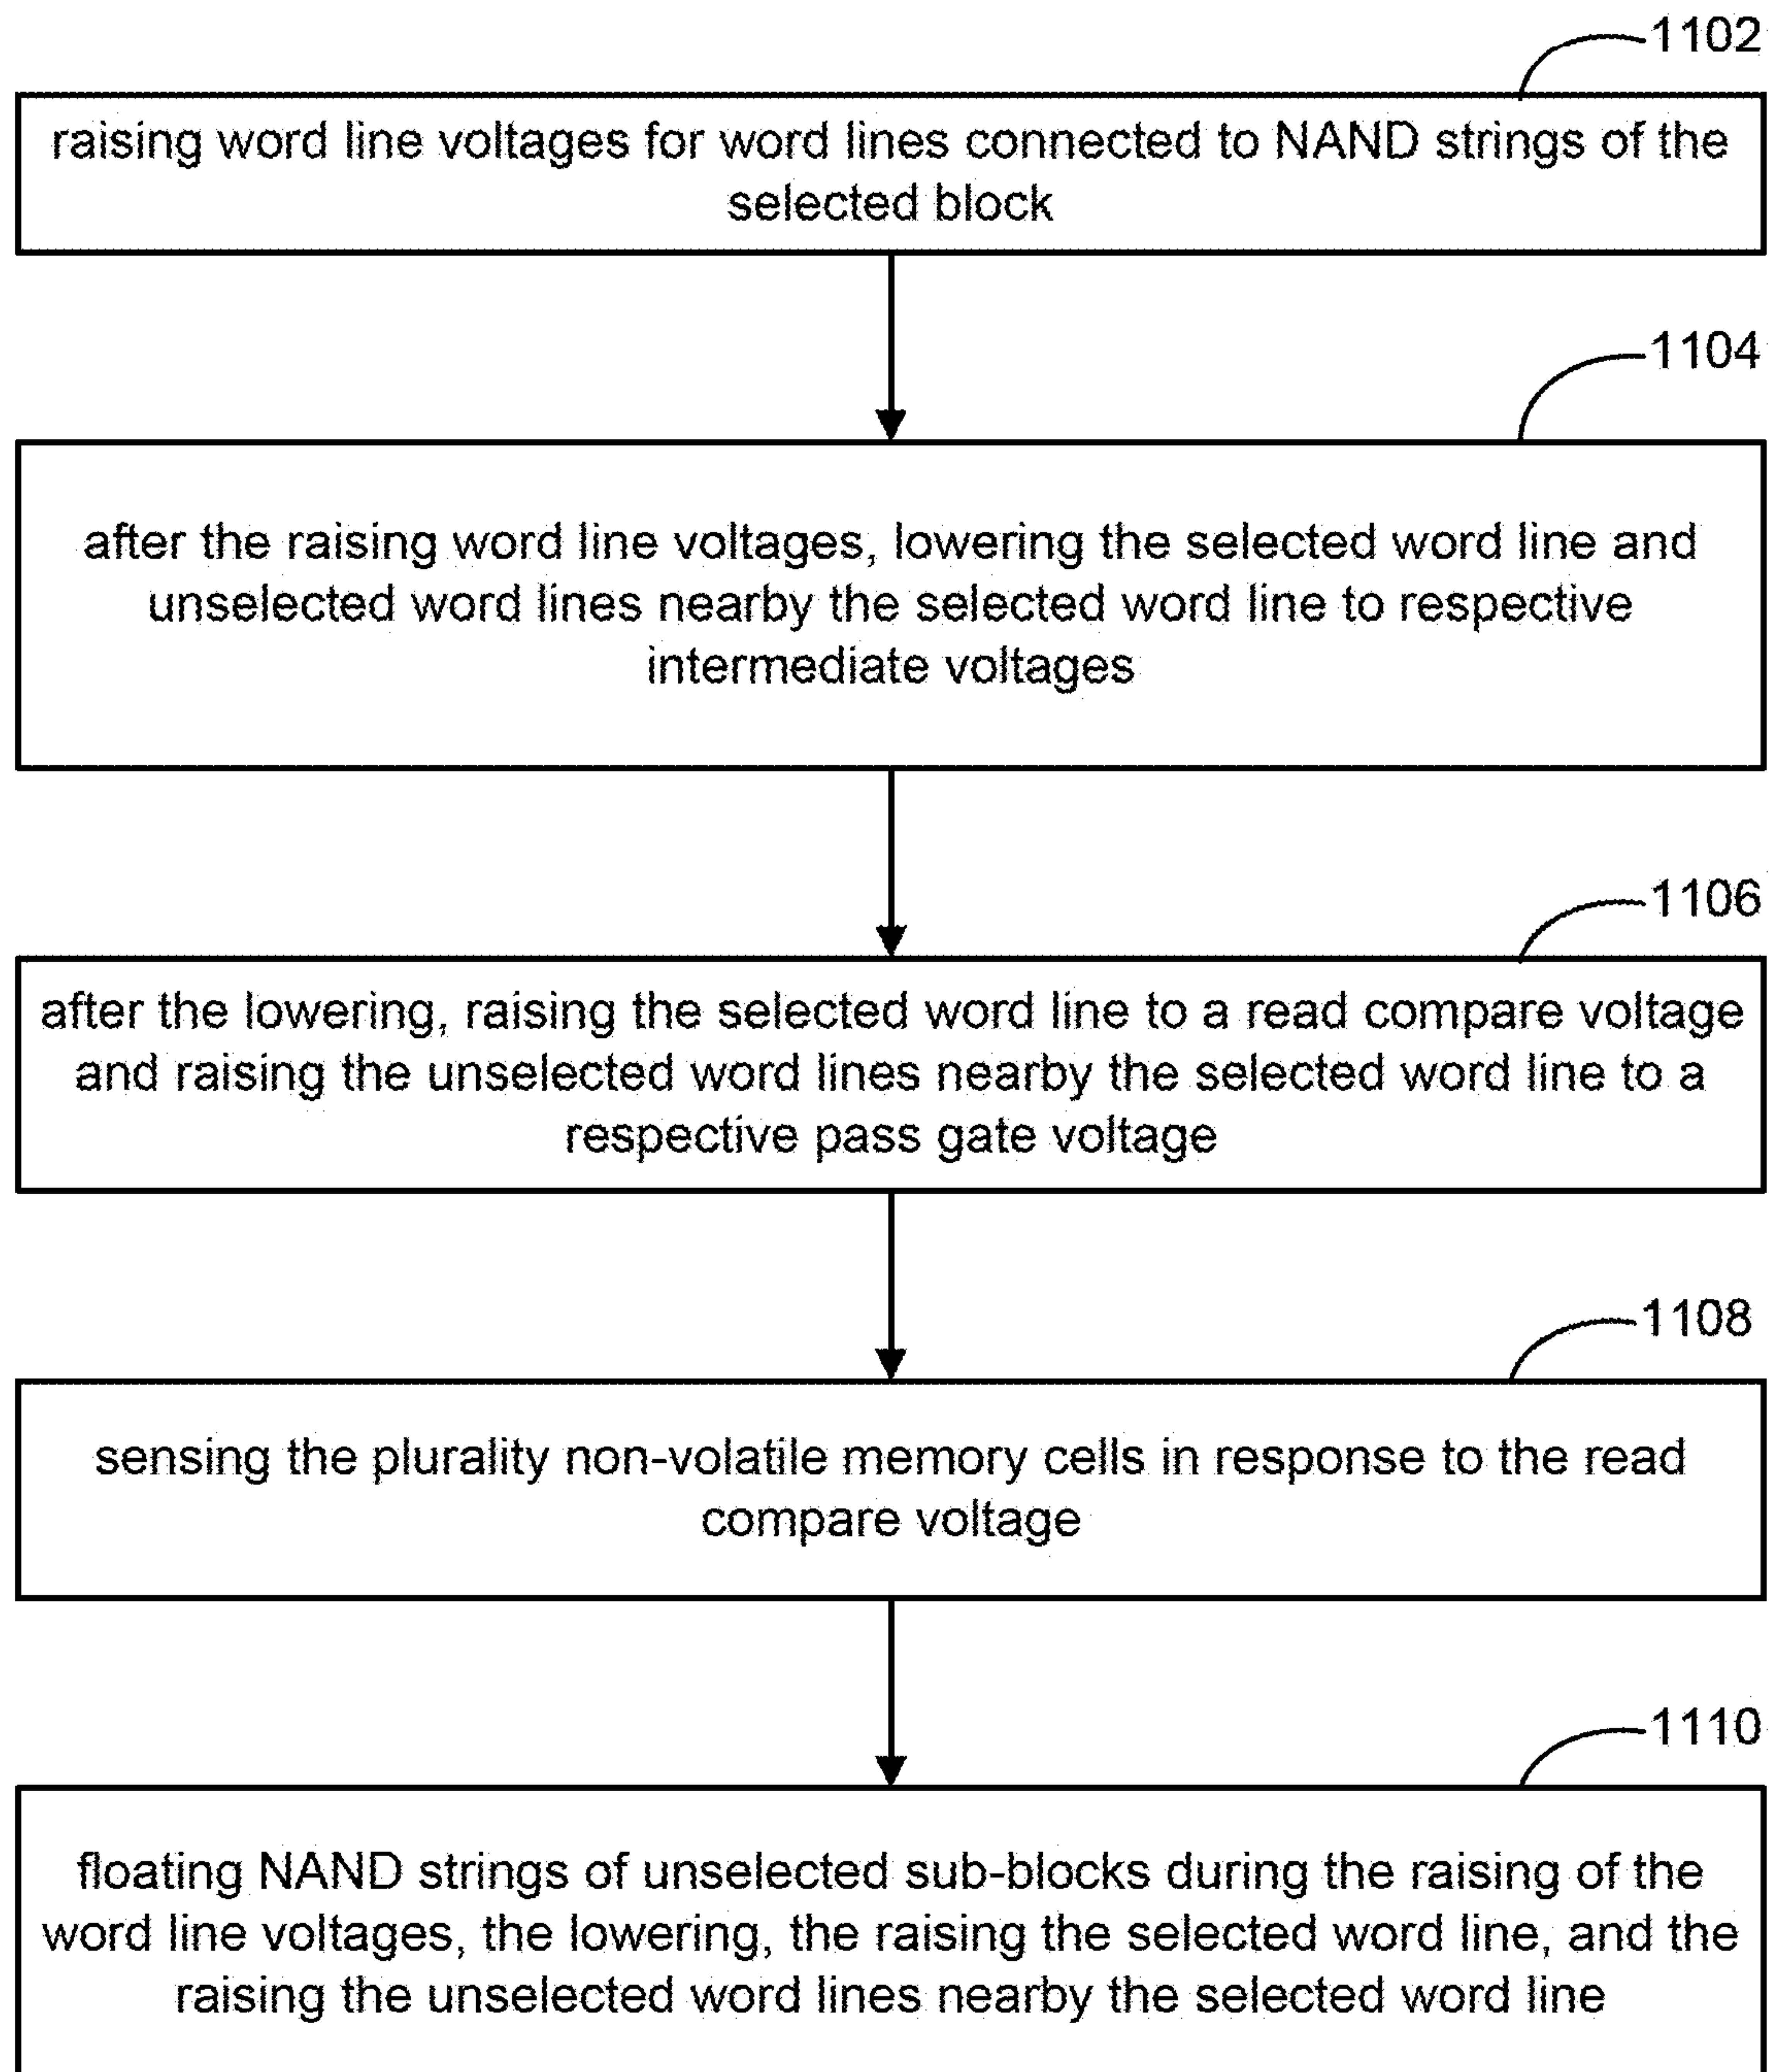 1102
raising word line voltages for word lines connected to NAND strings of the
selected block
1104
after the raising word line voltages, lowering the selected word line and
unselected word lines nearby the selected word line to respective
intermediate voltages
1106
after the lowering, raising the selected word line to a read compare voltage
and raising the unselected word lines nearby the selected word line to a
respective pass gate voltage
1108
sensing the plurality non-volatile memory cells in response to the read
compare voltage
1110
floating NAND strings of unselected sub-blocks during the raising of the
word line voltages, the lowering, the raising the selected word line, and the
raising the unselected word lines nearby the selected word line